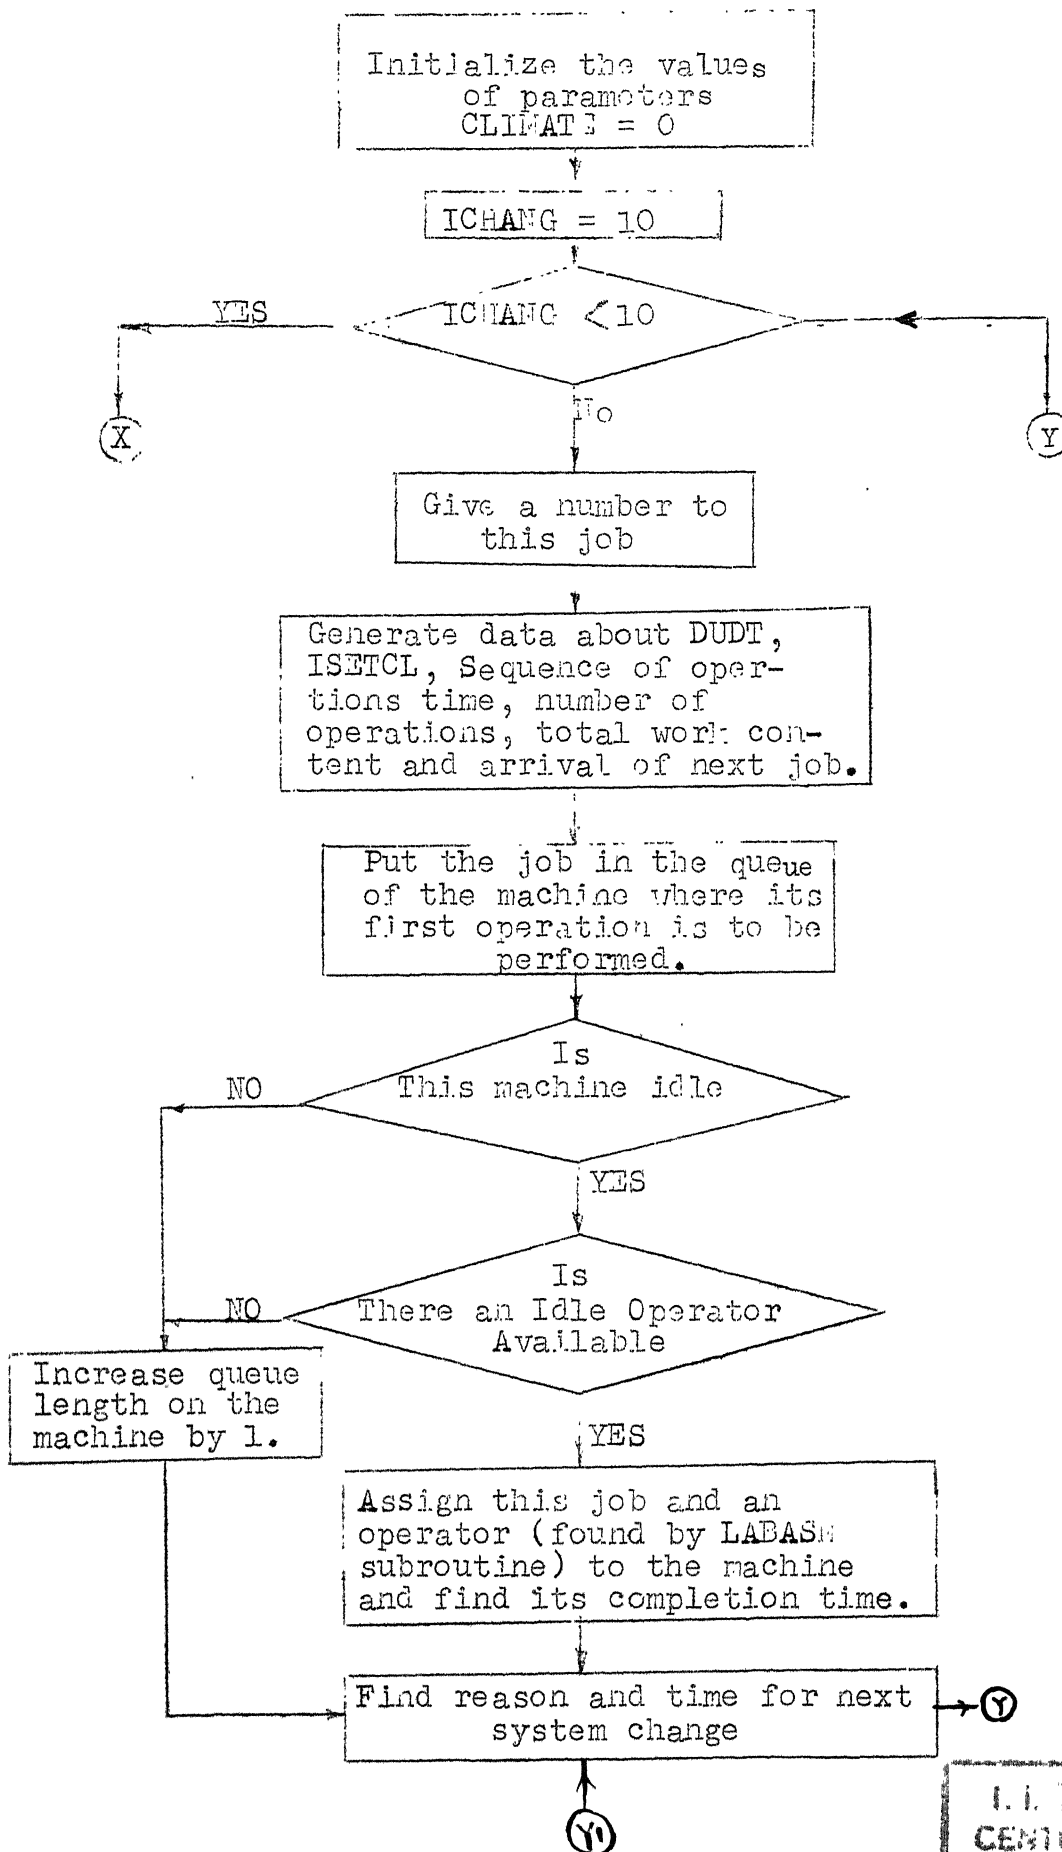 Initialize the values
of parameters
CLIMATE = 0
ICHANG = 10
ICHANG < 10
YES
No
X
Y
Give a number to
this job
Generate data about DUDT,
ISETCL, Sequence of oper-
tions time, number of
operations, total work con-
tent and arrival of next job.
Put the job in the queue
of the machine where its
first operation is to be
performed.
Is
This machine idle
NO
YES
Is
There an Idle Operator
Available
NO
YES
Increase queue
length on the
machine by 1.
Assign this job and an
operator (found by
subroutine) to the machine
and find its completion time.
Find reason and time for next
system change
Y
Y1
I. I.